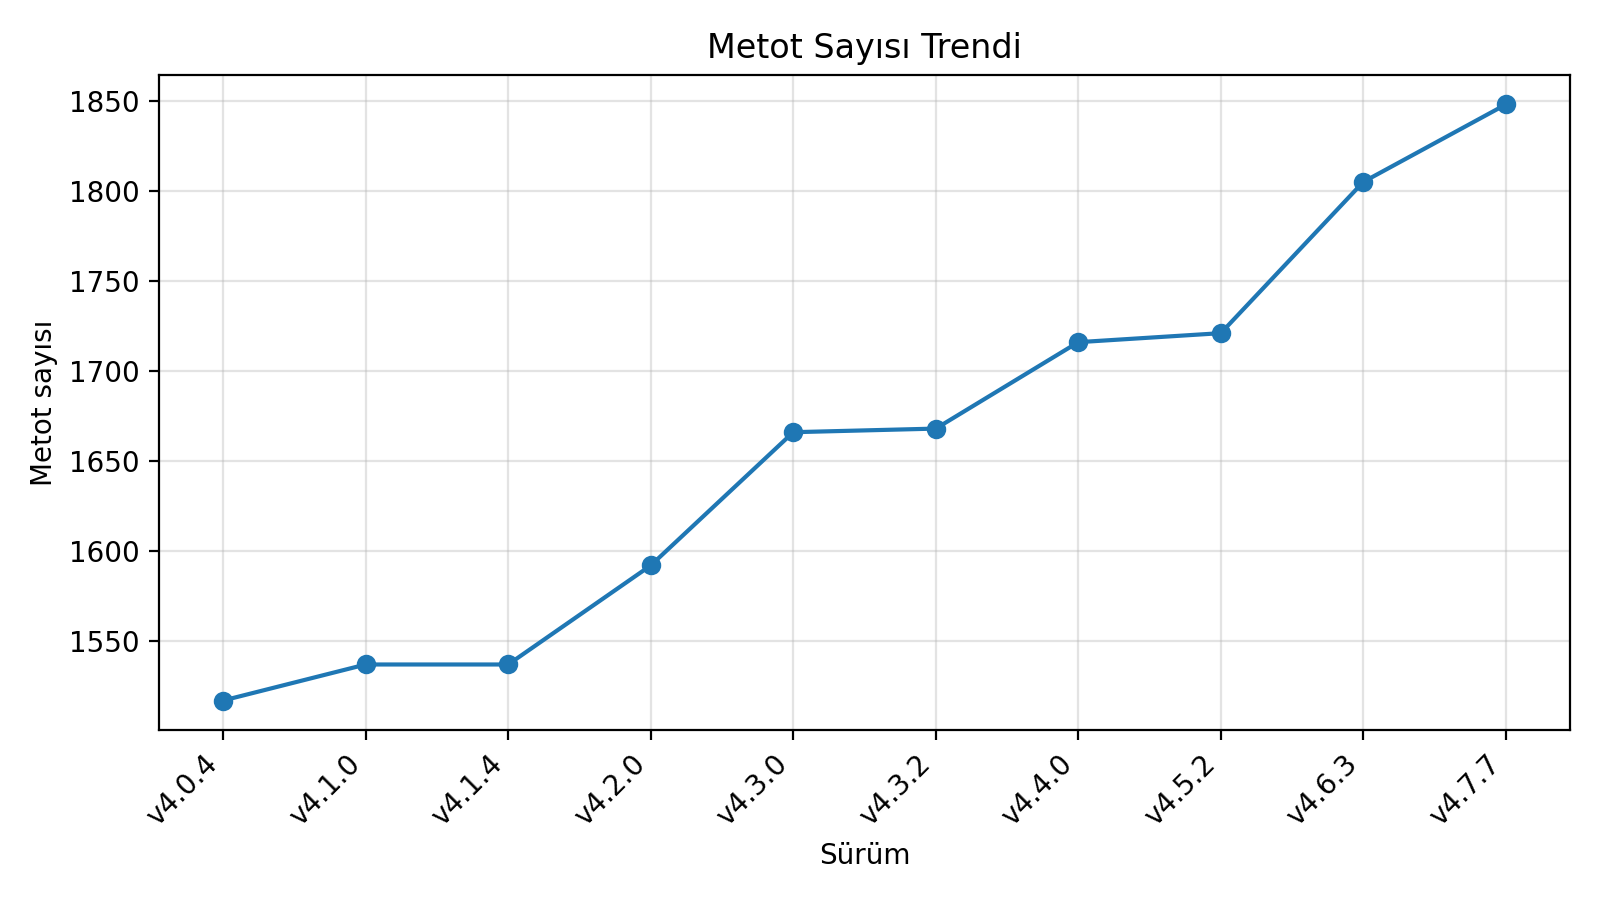 Metot Sayısı Trendi
Metot sayısı
1850
1800
1750
1700
1650
1600
1550
v4.0.4
v4.1.0
v4.1.4
v4.2.0
v4.3.0
v4.3.2
v4.4.0
v4.5.2
v4.6.3
v4.7.7
Sürüm